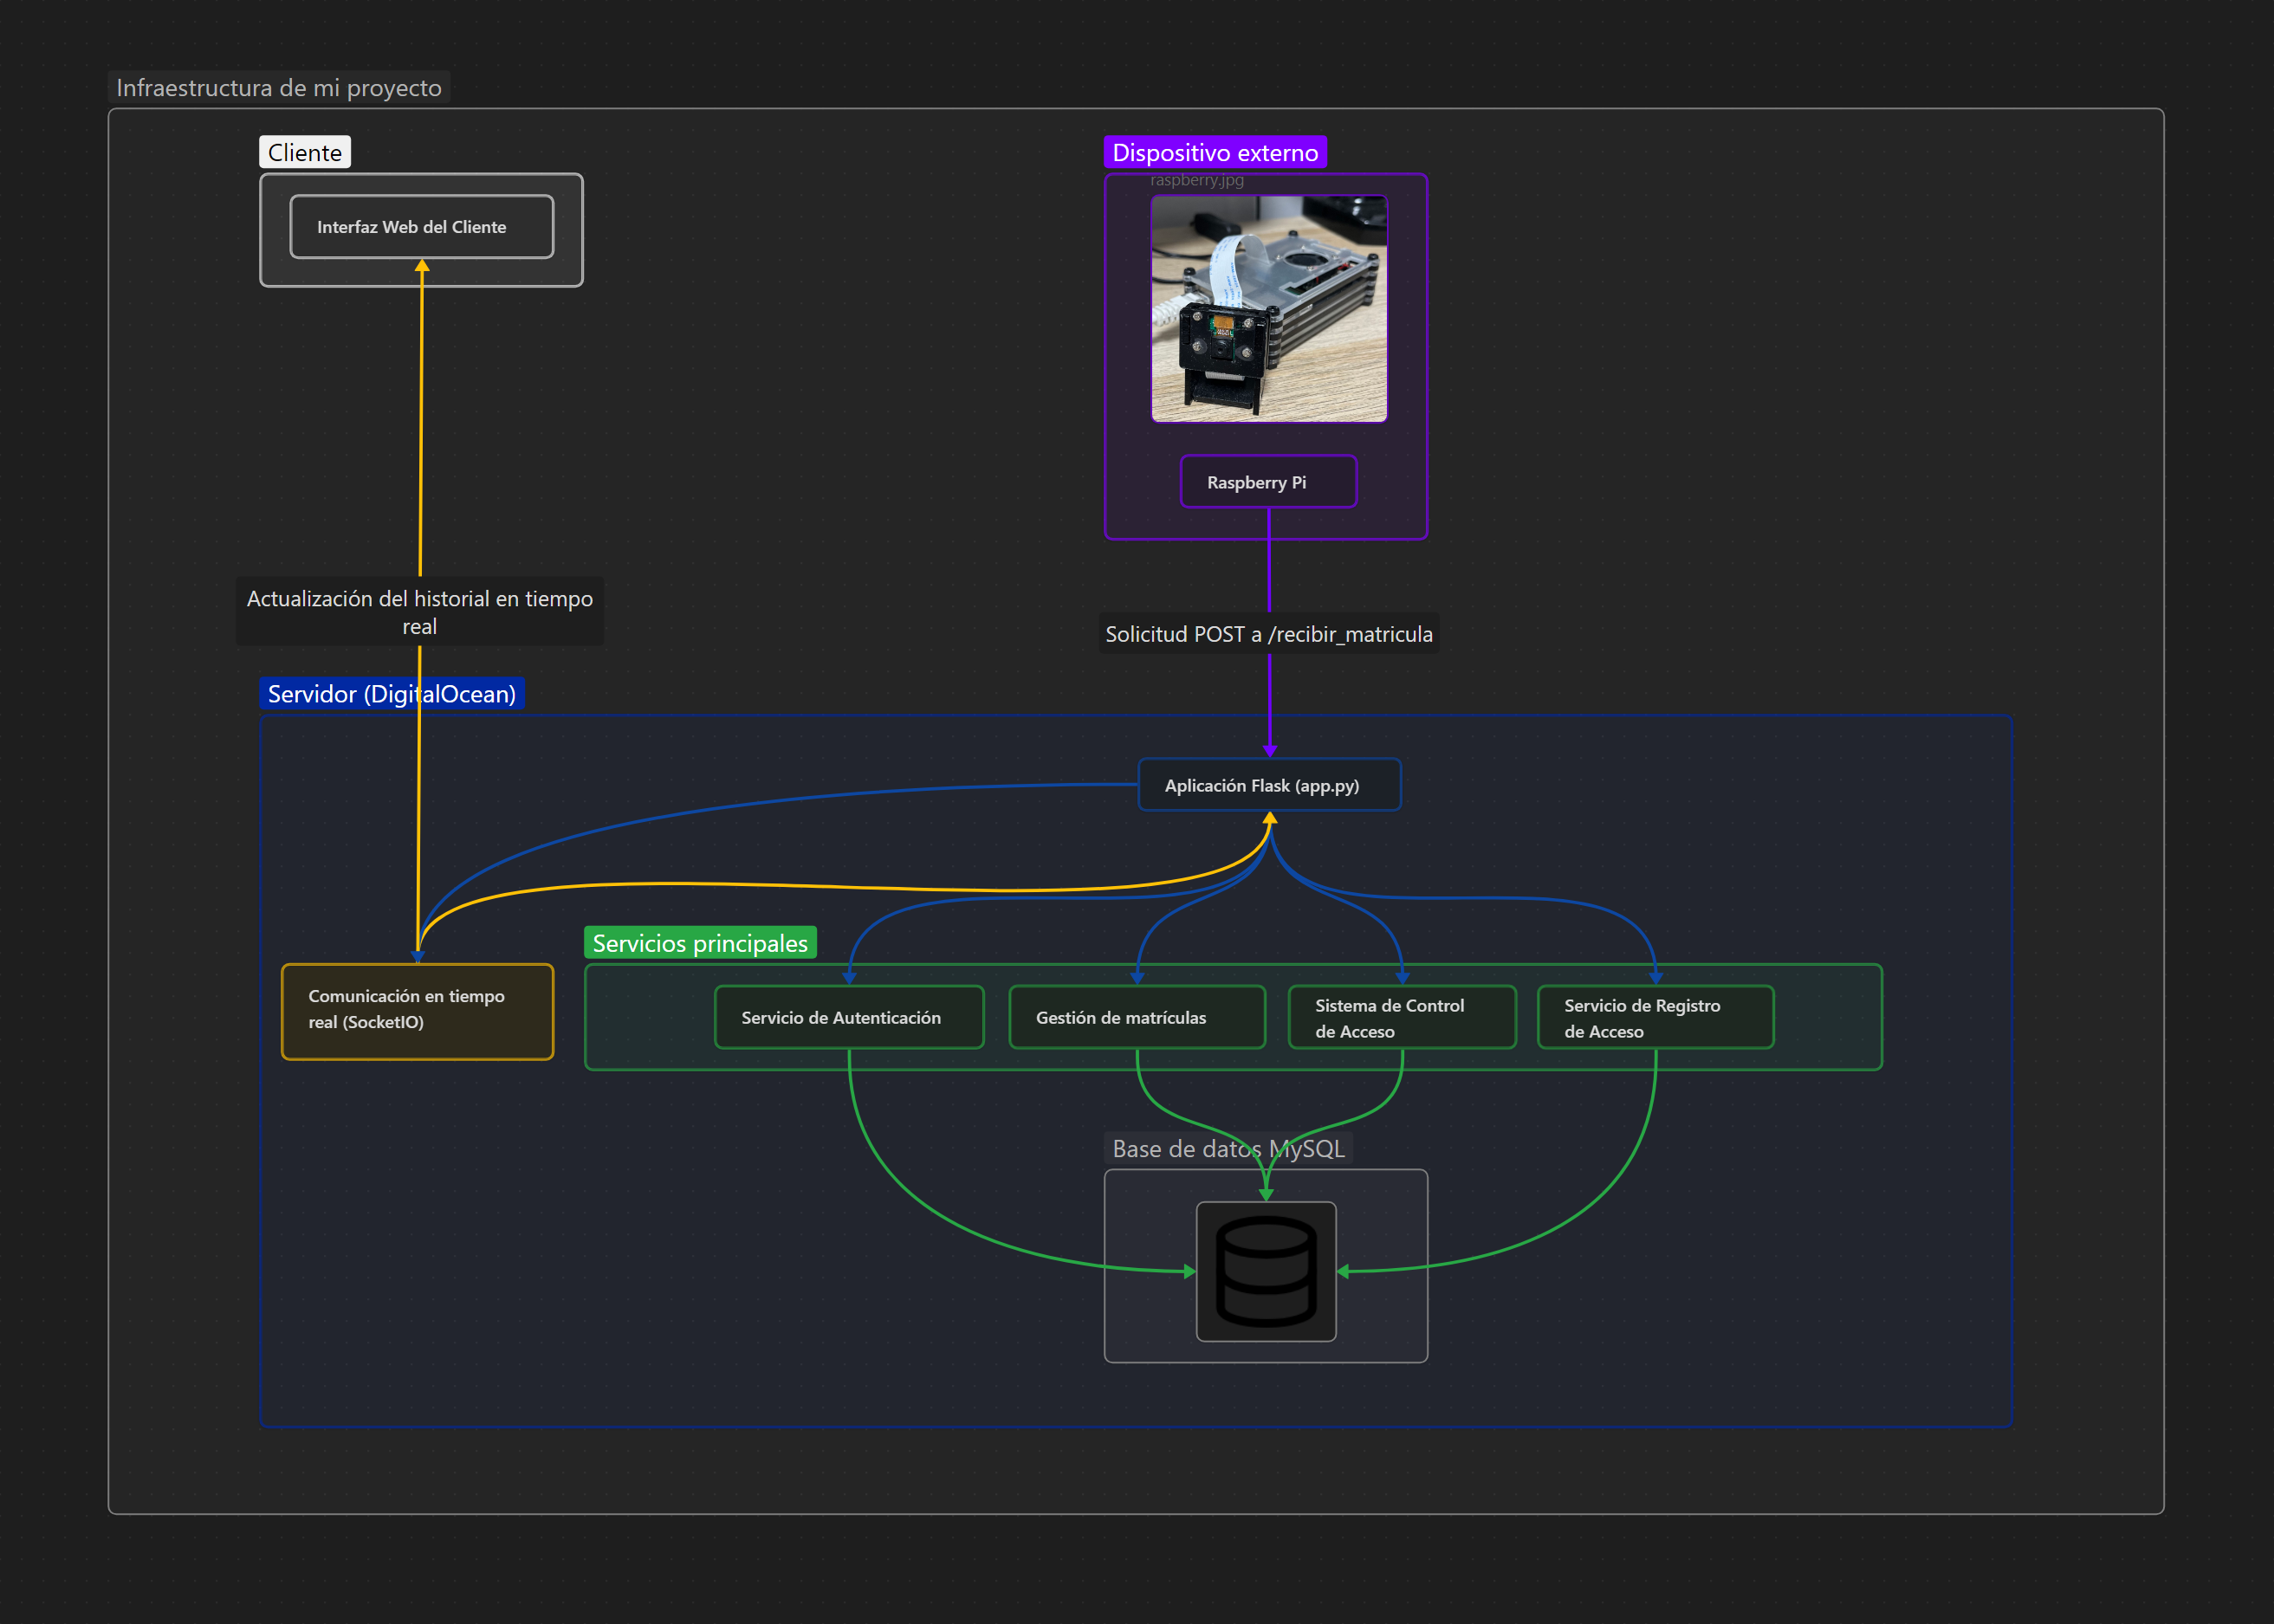 Infraestructura de mi proyecto
Cliente
Interfaz Web del Cliente
Dispositivo externo
raspberry.jpg
Raspberry Pi
Actualización del historial en tiempo
real
Solicitud POST a /recibir_matricula
Servidor (DigitalOcean)
Aplicación Flask (app.py)
Servicios principales
Comunicación en tiempo
real (SocketIO)
Servicio de Autenticación
Gestión de matrículas
Sistema de Control
de Acceso
Servicio de Registro
de Acceso
Base de datos MySQL